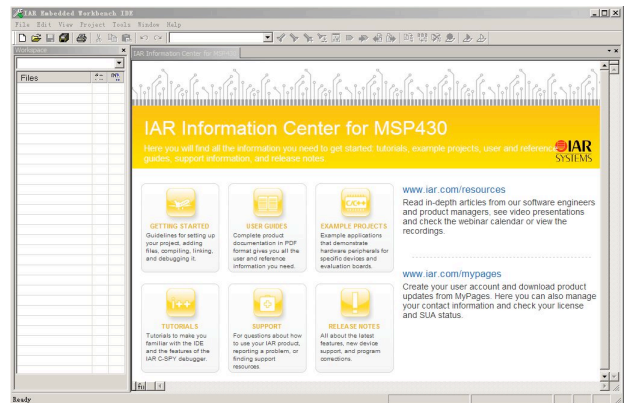 IAR Embedded Workbench IDE
File Edit View Project Tools Window Help
Workspace
IAR Information Center for MSP430
Files
IAR Information Center for MSP430
Here you will find all the information you need to get started: tutorials, example projects, user and reference
guides, support information, and release notes.
IAR
SYSTEMS
GETTING STARTED
Guidelines for setting up
your project, adding
files, compiling, linking,
and debugging it.
USER GUIDES
Complete product
documentation in PDF
format gives you all the
user and reference
information you need.
C/C++
EXAMPLE PROJECTS
Example applications
that demonstrate
hardware peripherals for
specific devices and
evaluation boards.
www.iar.com/resources
Read in-depth articles from our software engineers
and product managers, see video presentations
and check the webinar calendar or view the
recordings.
www.iar.com/mypages
Create your user account and download product
updates from MyPages. Here you can also manage
your contact information and check your license
and SUA status.
TUTORIALS
Tutorials to make you
familiar with the IDE
and the features of the
IAR C-SPY debugger.
SUPPORT
For questions about how
to use your IAR product,
reporting a problem, or
finding support
resources.
RELEASE NOTES
All about the latest
features, new device
support, and program
corrections.
Ready